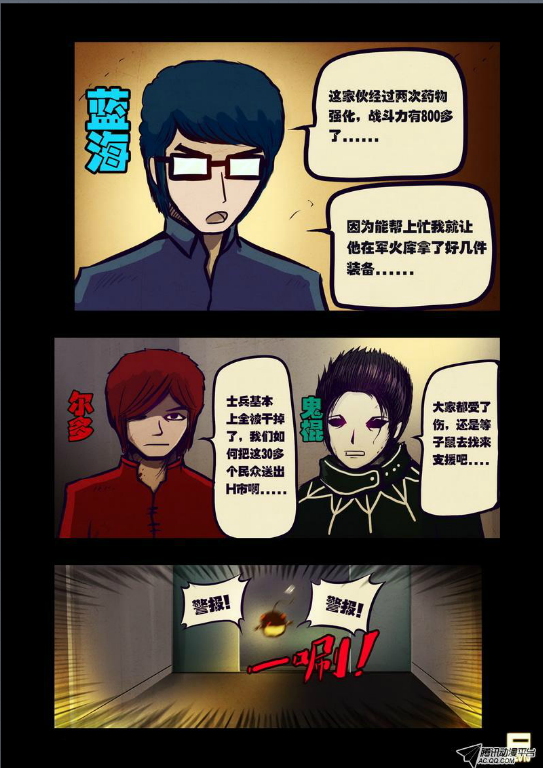 海蓝
这家伙经过两次药物
强化，战斗力有800多
了......
因为能帮上忙我就让
他在军火库拿了好几件
装备......
尔多
士兵基本
上全被干掉
了，我们如
何把这30多
个民众送出
H市啊.....
鬼棍
大家都受了
伤，还是等
子鼠去找来
支援吧....
警报!
警报!
一唰!
腾讯动漫平台
AC.QQ.COM